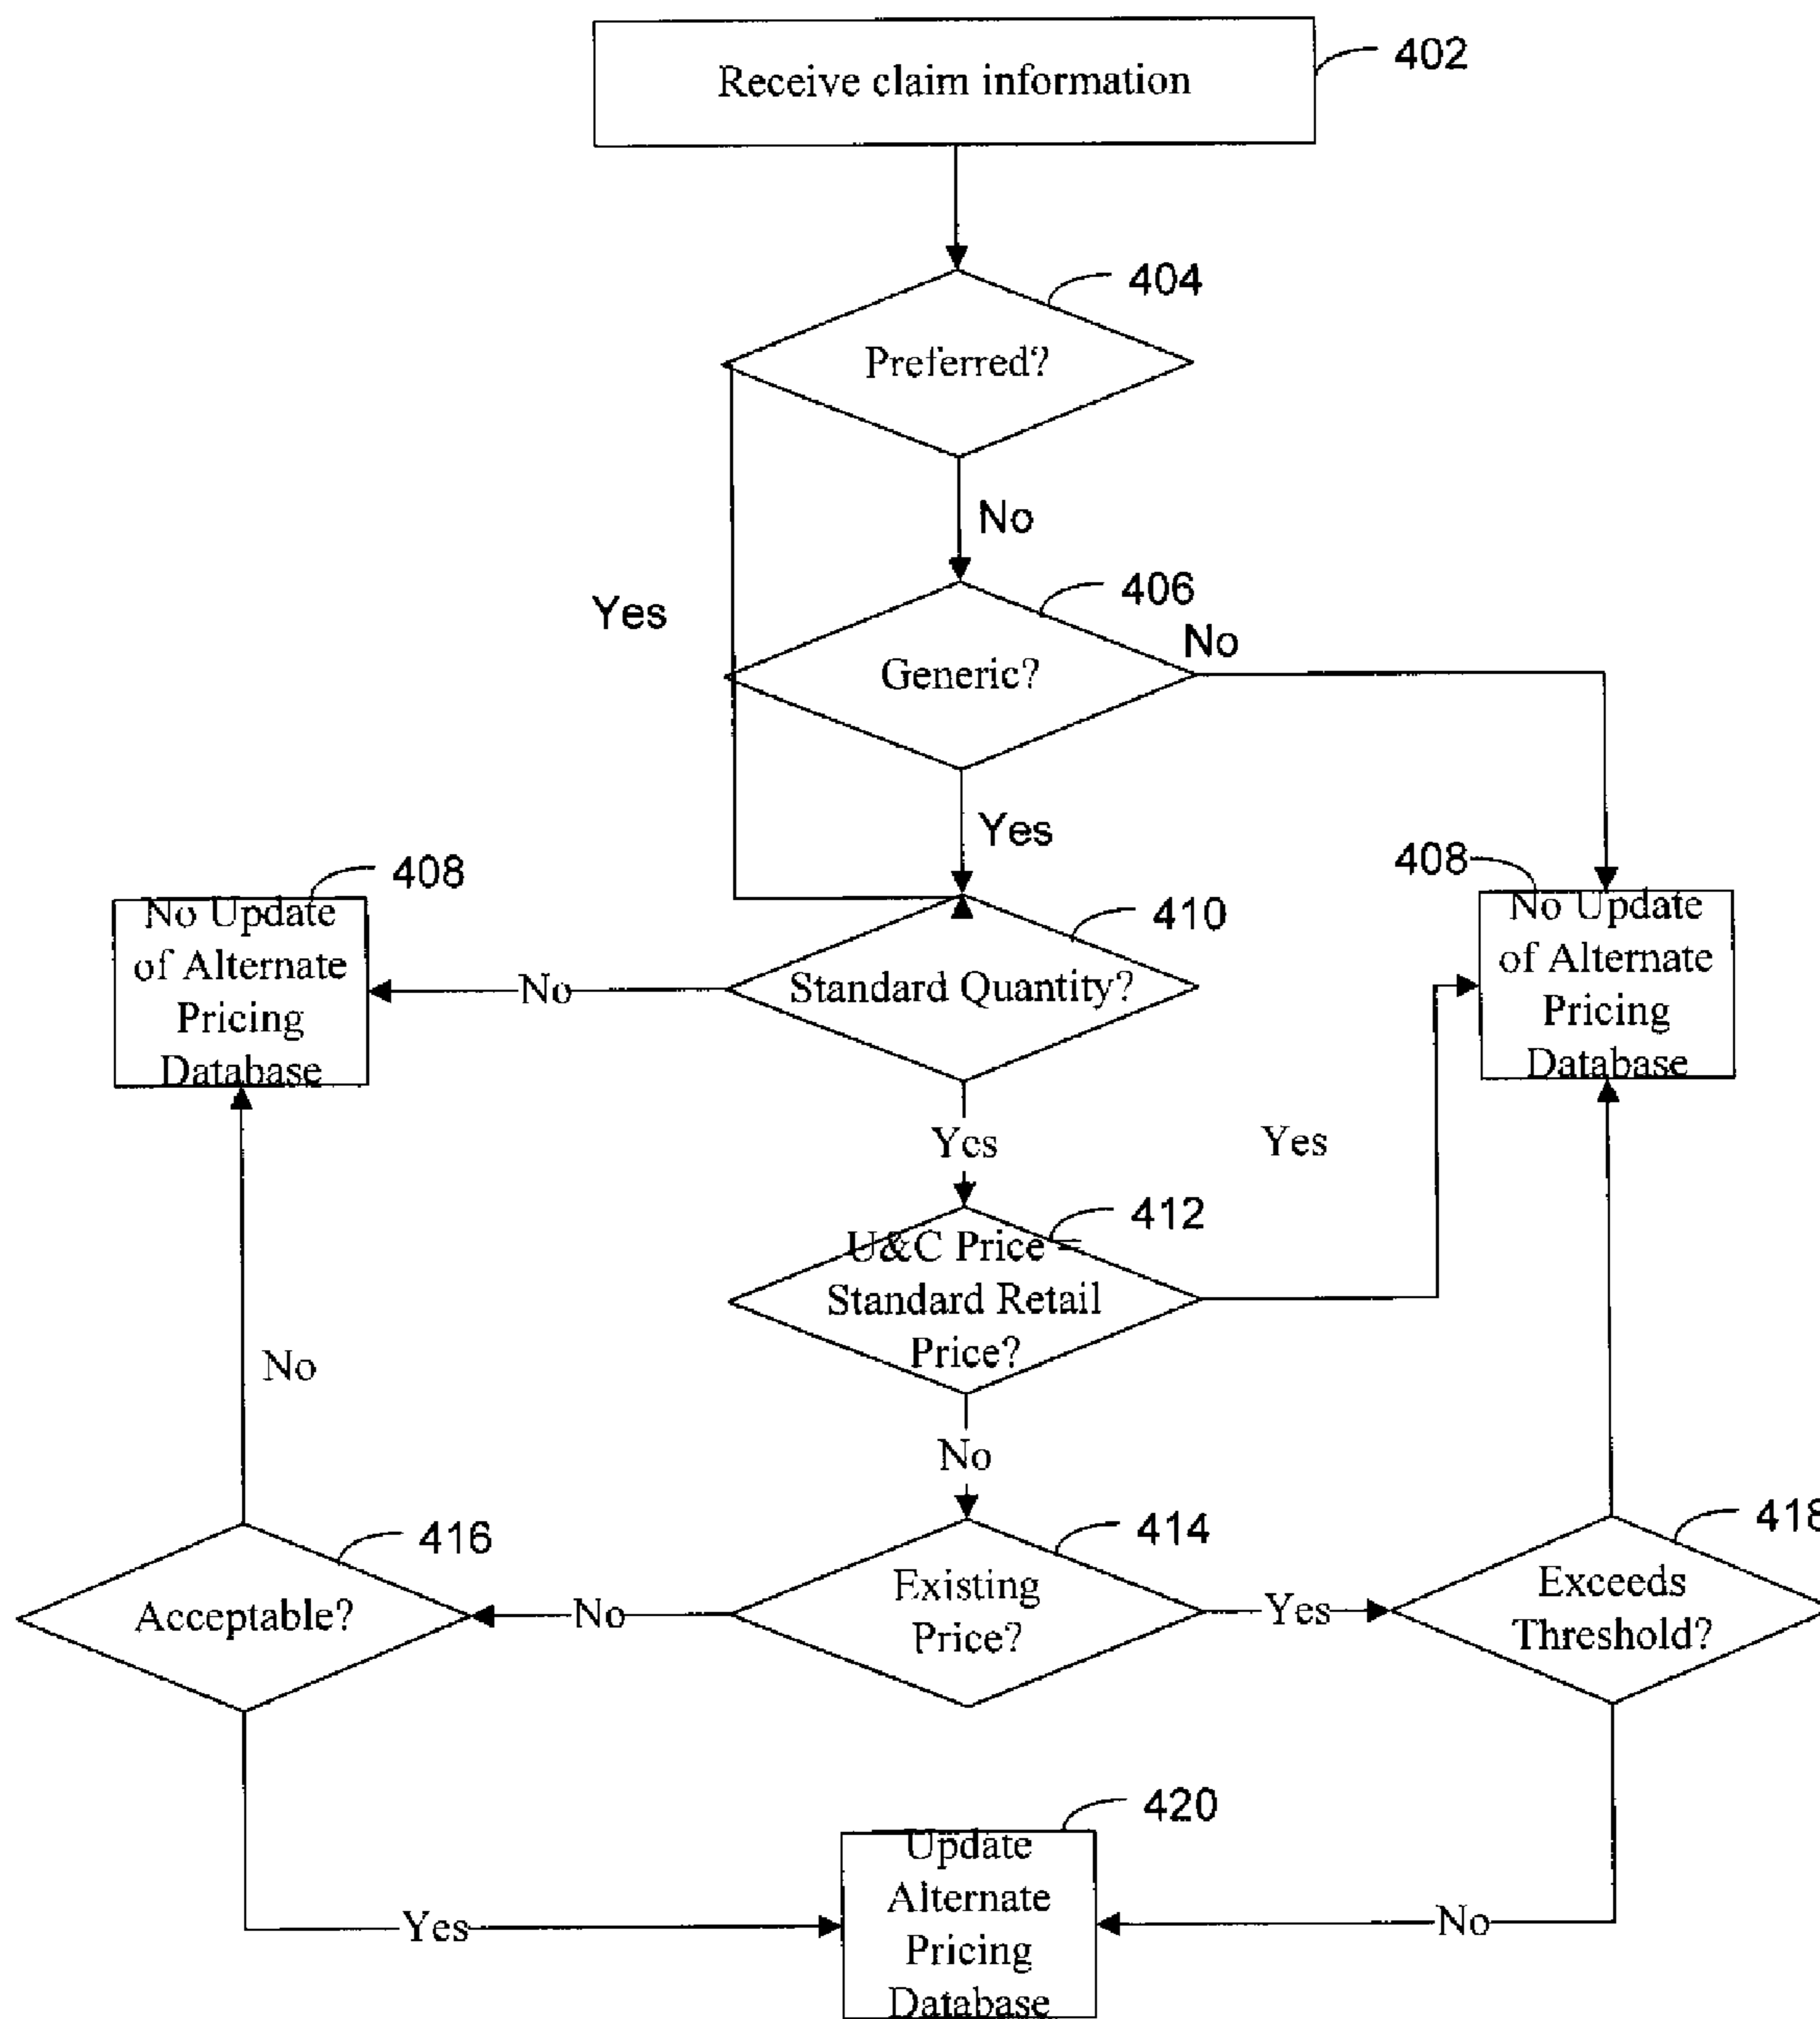 Receive claim information
402
404
Preferred?
No
406
Yes
No
Generic?
Yes
408
408
No Update
of Alternate
Pricing
Database
410
No Update
of Alternate
Pricing
Database
No
Standard Quantity?
Yes
Yes
412
U&C Price =
Standard Retail
Price?
No
No
416
414
418
Acceptable?
No
Existing
Price?
Yes
Exceeds
Threshold?
420
Update
Alternate
Pricing
Database
Yes
No